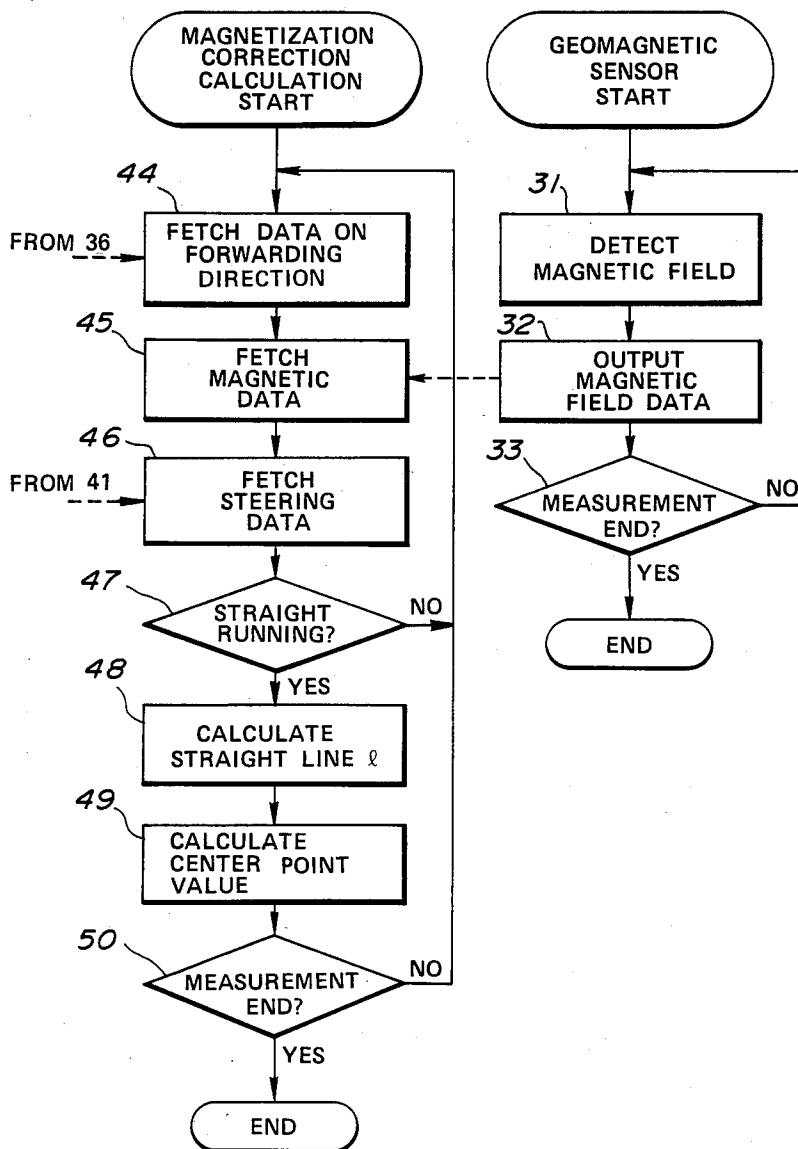 MAGNETIZATION
CORRECTION
CALCULATION
START
44
FROM 36
FETCH DATA ON
FORWARDING
DIRECTION
45
FETCH
MAGNETIC
DATA
46
FROM 41
FETCH
STEERING
DATA
47
STRAIGHT
RUNNING?
NO
YES
48
CALCULATE
STRAIGHT LINE ℓ
49
CALCULATE
CENTER POINT
VALUE
50
MEASUREMENT
END?
NO
YES
END
GEOMAGNETIC
SENSOR
START
31
DETECT
MAGNETIC FIELD
32
OUTPUT
MAGNETIC
FIELD DATA
33
MEASUREMENT
END?
NO
YES
END